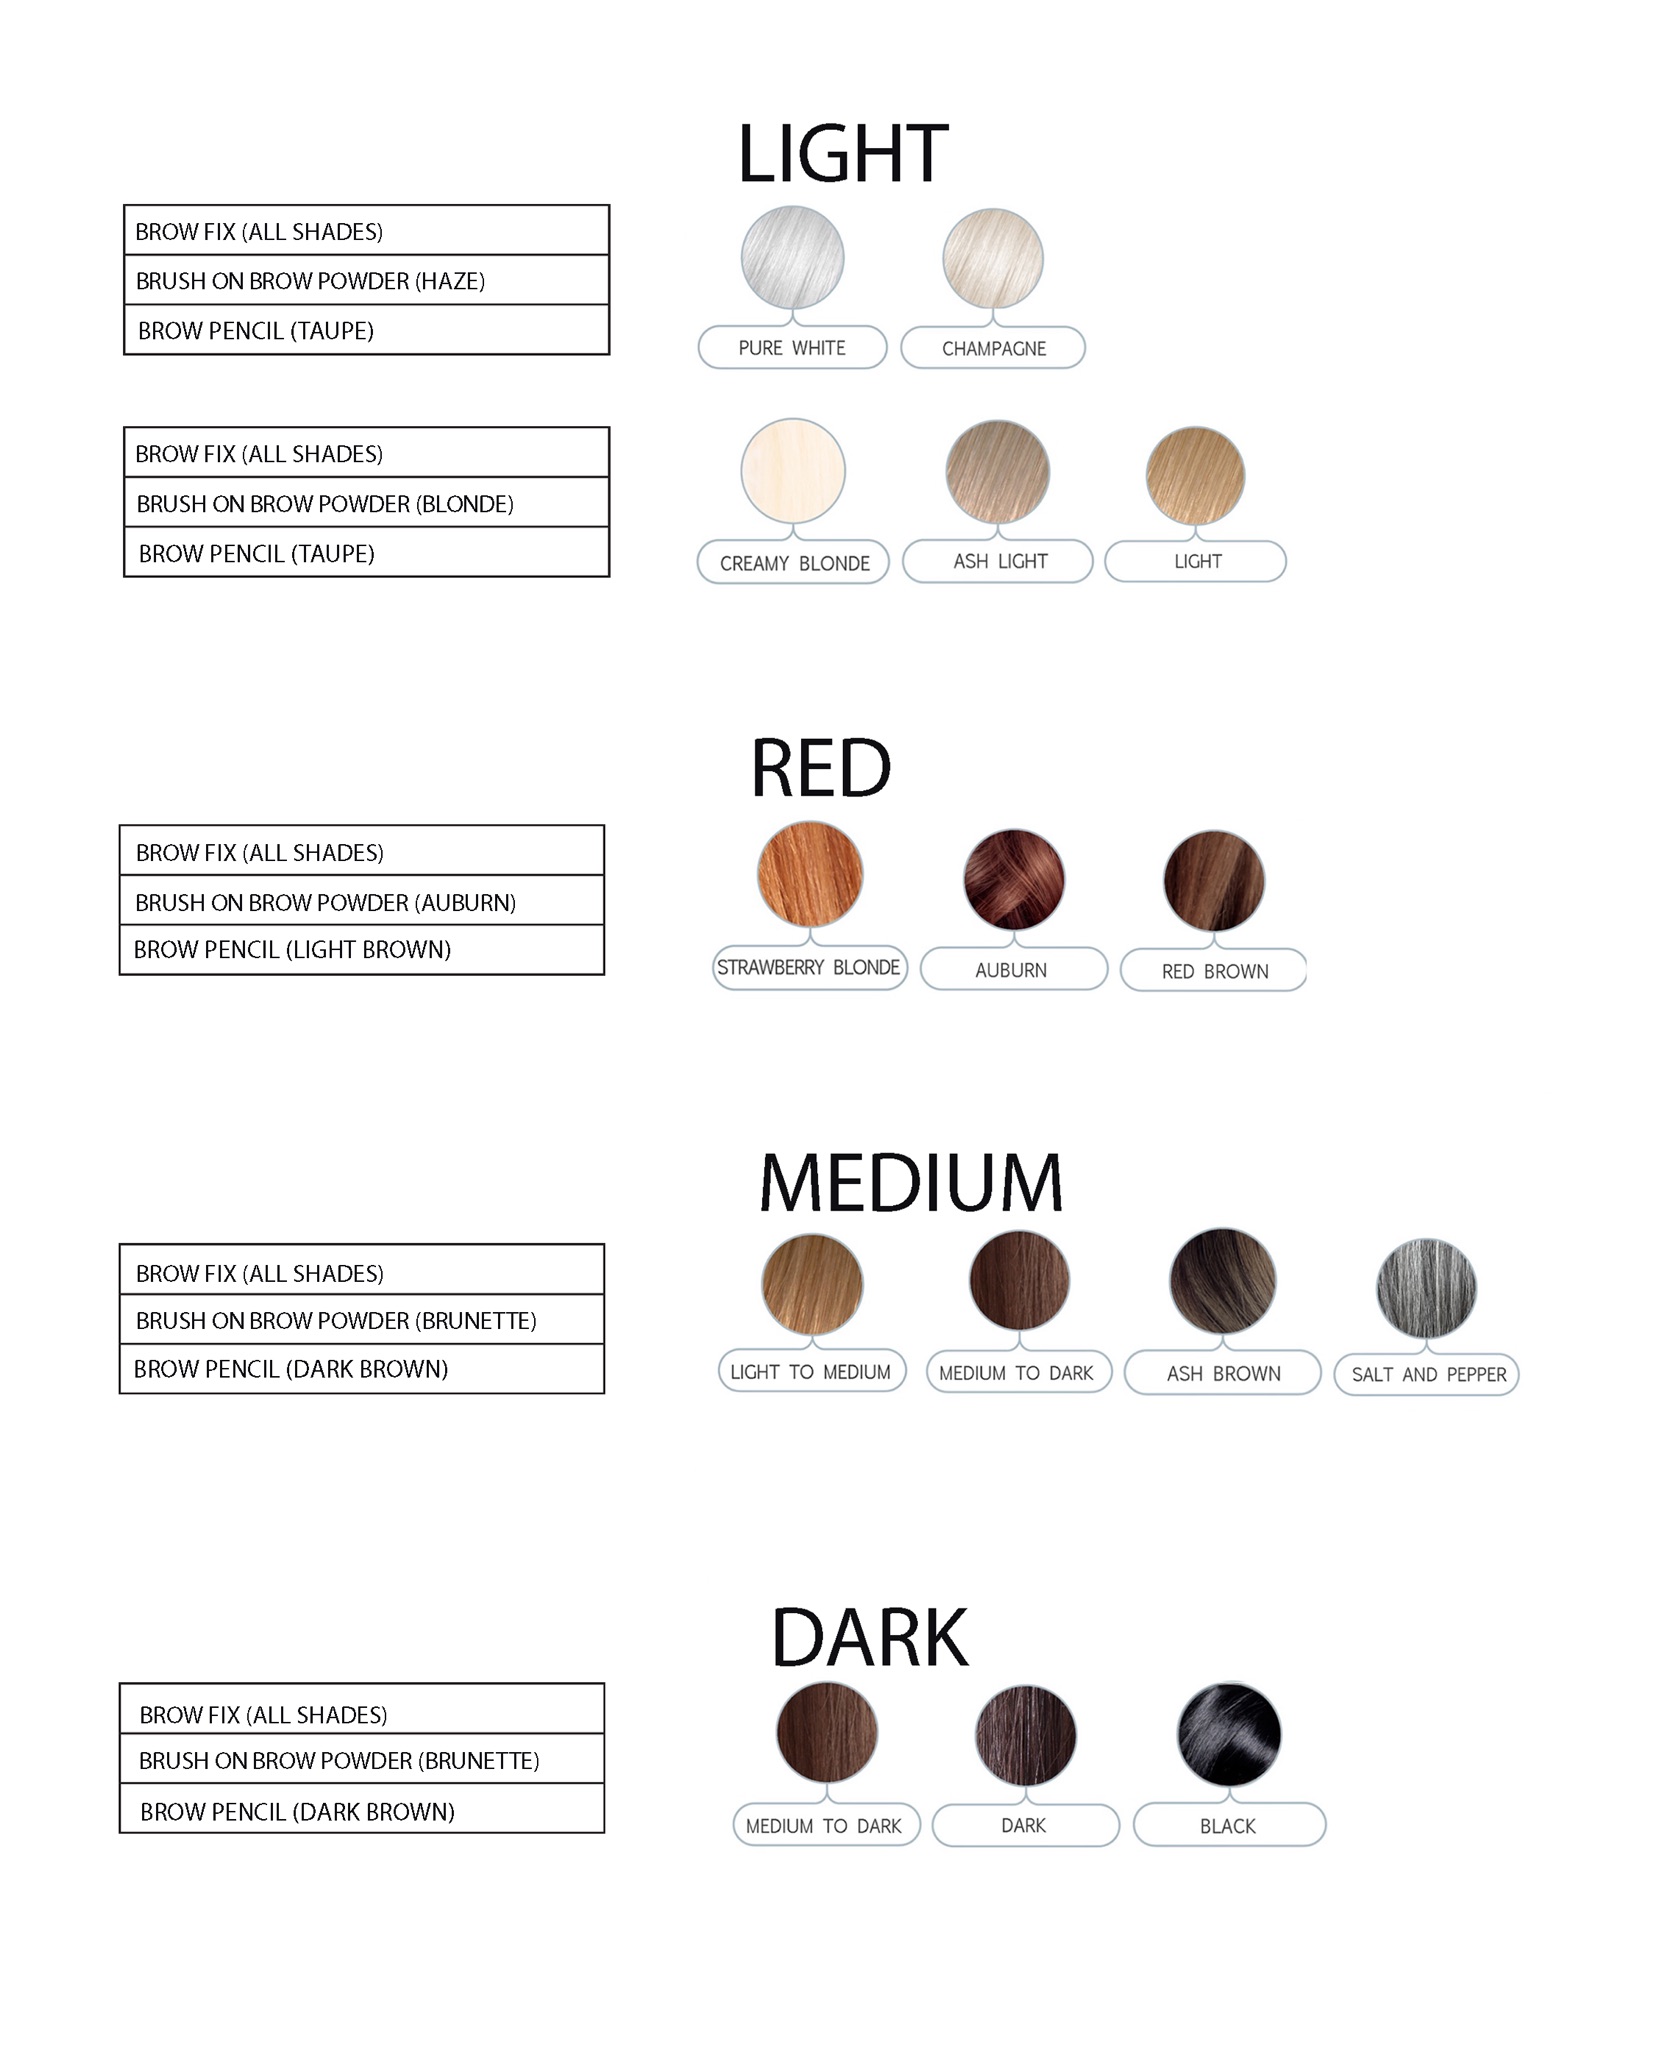 LIGHT
BROW FIX (ALL SHADES)
BRUSH ON BROW POWDER (HAZE)
BROW PENCIL (TAUPE)
PURE WHITE
CHAMPAGNE
BROW FIX (ALL SHADES)
BRUSH ON BROW POWDER (BLONDE)
BROW PENCIL (TAUPE)
CREAMY BLONDE
ASH LIGHT
LIGHT
RED
BROW FIX (ALL SHADES)
BRUSH ON BROW POWDER (AUBURN)
BROW PENCIL (LIGHT BROWN)
STRAWBERRY BLONDE
AUBURN
RED BROWN
MEDIUM
BROW FIX (ALL SHADES)
BRUSH ON BROW POWDER (BRUNETTE)
BROW PENCIL (DARK BROWN)
LIGHT TO MEDIUM
MEDIUM TO DARK
ASH BROWN
SALT AND PEPPER
DARK
BROW FIX (ALL SHADES)
BRUSH ON BROW POWDER (BRUNETTE)
BROW PENCIL (DARK BROWN)
MEDIUM TO DARK
DARK
BLACK